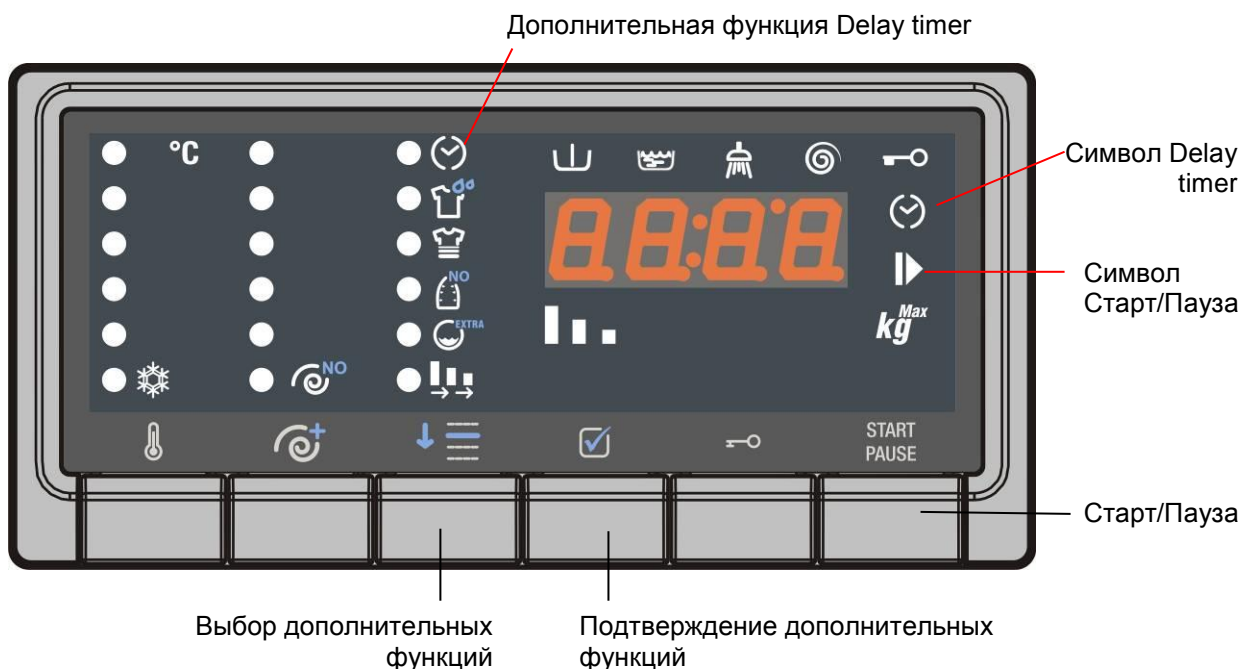 Дополнительная функция Delay timer
°C
Символ Delay
timer
NO
EXTRA
Символ
Старт/Пауза
kg Max
NO
START
PAUSE
Старт/Пауза
Выбор дополнительных
функций
Подтверждение дополнительных
функций